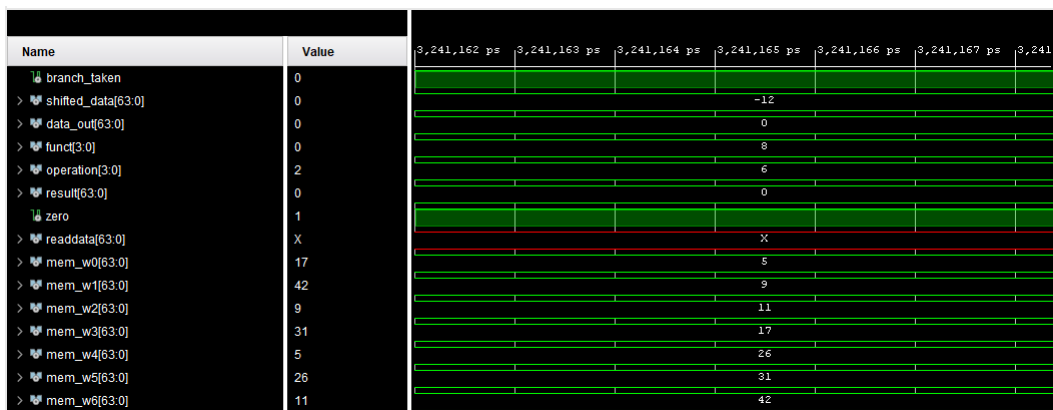 3,241,162 ps 3,241,163 ps 3,241,164 ps 3,241,165 ps 3,241,166 ps 3,241,167 ps 3,241
Name Value
branch_taken 0
shifted_data[63:0] 0 -12
data_out[63:0] 0 0
funct[3:0] 0 8
operation[3:0] 2 6
result[63:0] 0 0
zero 1
readdata[63:0] X X
mem_w0[63:0] 17 5
mem_w1[63:0] 42 9
mem_w2[63:0] 9 11
mem_w3[63:0] 31 17
mem_w4[63:0] 5 26
mem_w5[63:0] 26 31
mem_w6[63:0] 11 42